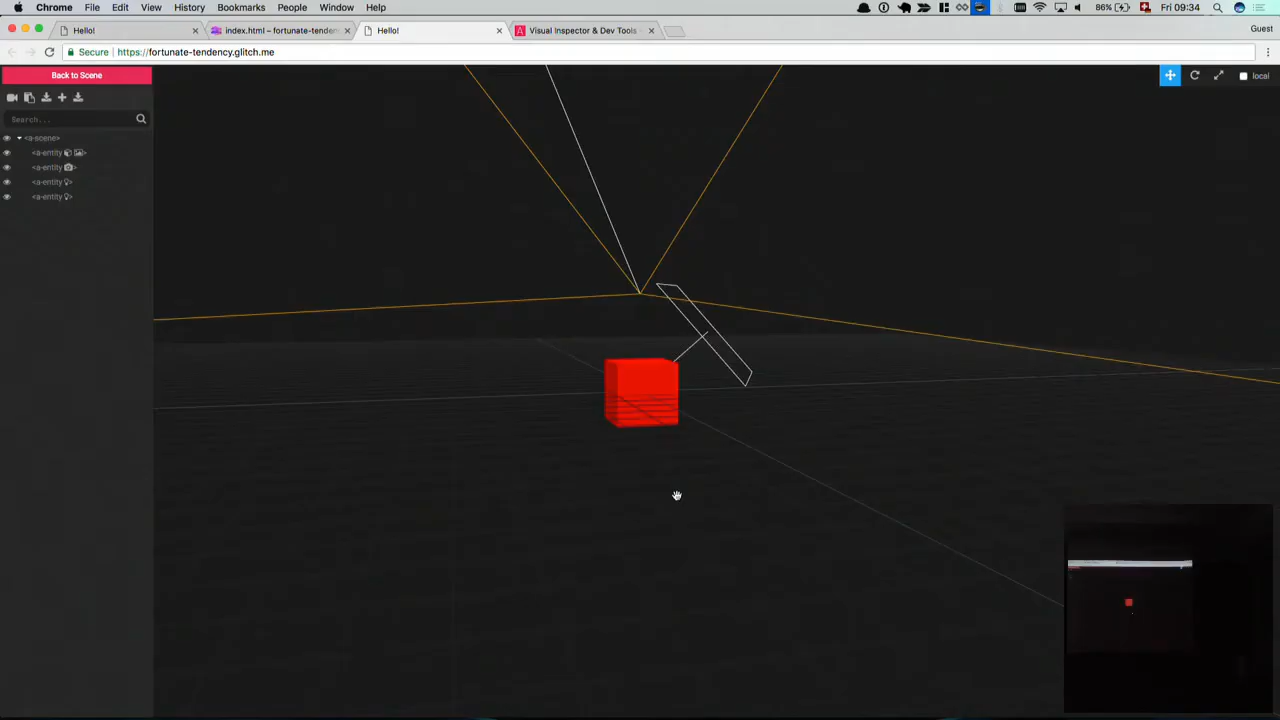 Chrome File Edit View History Bookmarks People Window Help 86% Fri 09:34
Hello! index.html – fortunate-tenden Hello! Visual Inspector & Dev Tools - Guest
Secure https://fortunate-tendency.glitch.me
Back to Scene
local
Search...
<a-scene>
<a-entity >
<a-entity >
<a-entity >
<a-entity >